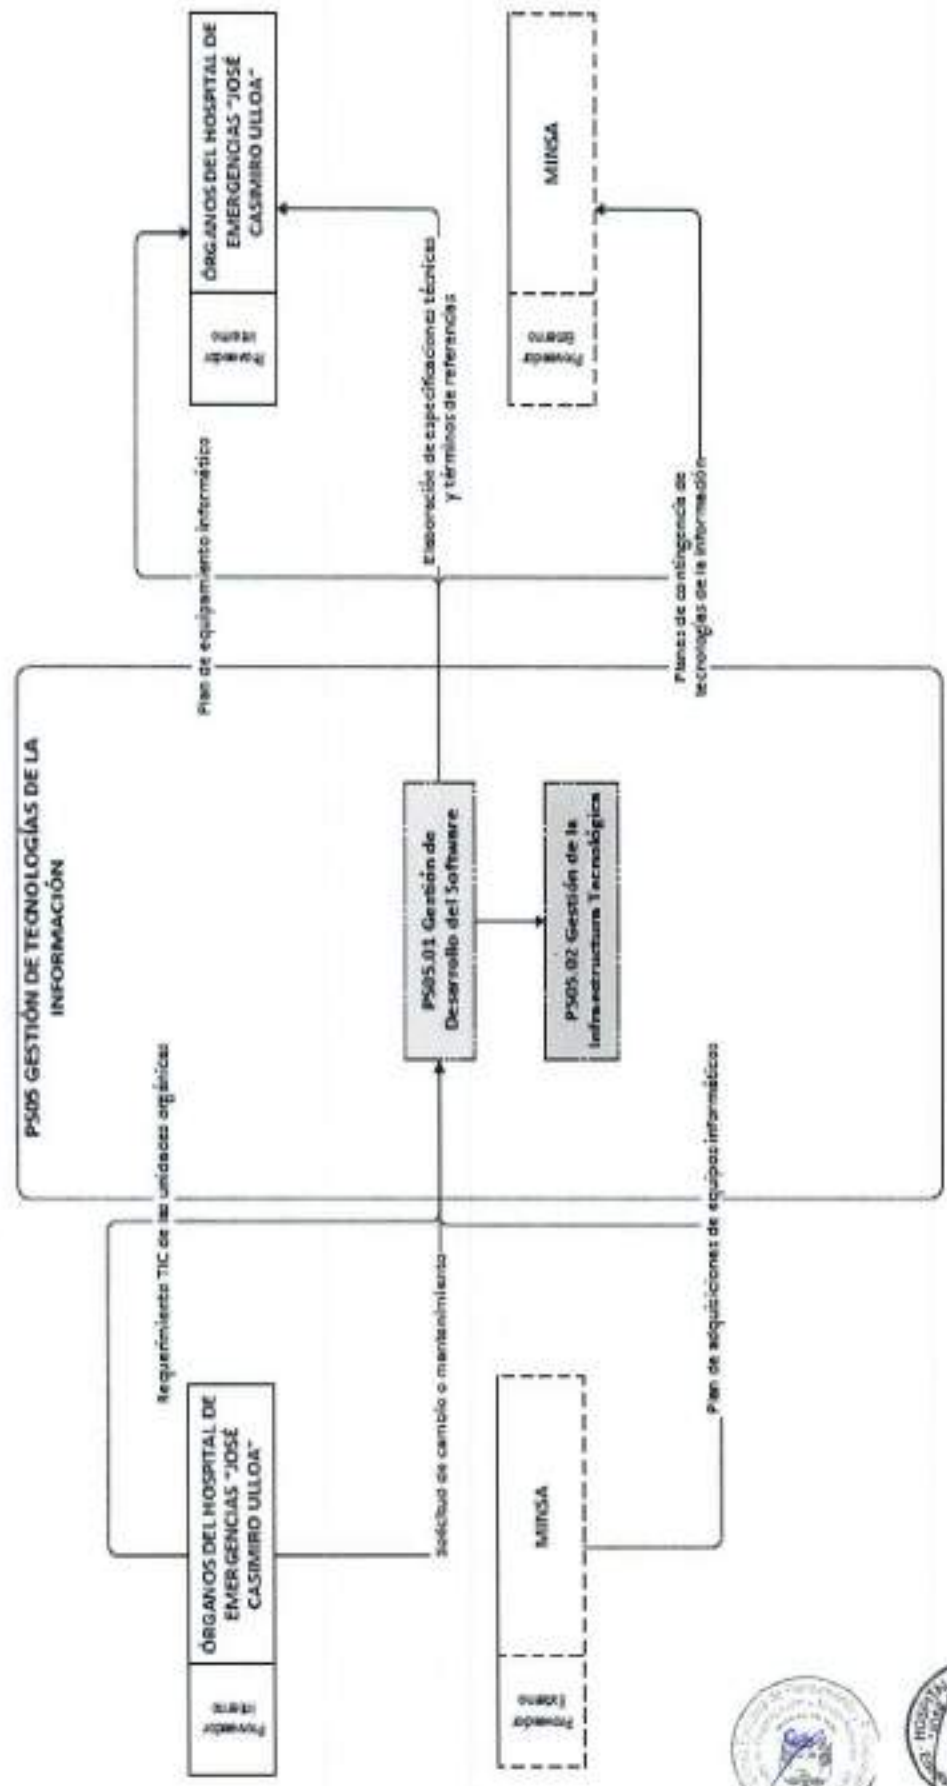 PS05 GESTIÓN DE TECNOLOGÍAS DE LA
INFORMACIÓN
Proveedor
Interno
ÓRGANOS DEL HOSPITAL DE
EMERGENCIAS "JOSÉ
CASIMIRO ULLOA"
Requerimiento TIC de las unidades orgánicas
Solicitud de cambio o mantenimiento
Proveedor
Externo
MINSA
Plan de adquisiciones de equipos informáticos
PS05.01 Gestión de
Desarrollo del Software
PS05.02 Gestión de la
Infraestructura Tecnológica
Plan de equipamiento informático
Elaboración de especificaciones técnicas
y términos de referencias
Planes de contingencia de
tecnologías de la información
Proveedor
Interno
ÓRGANOS DEL HOSPITAL DE
EMERGENCIAS "JOSÉ
CASIMIRO ULLOA"
Proveedor
Externo
MINSA
HOSPITAL